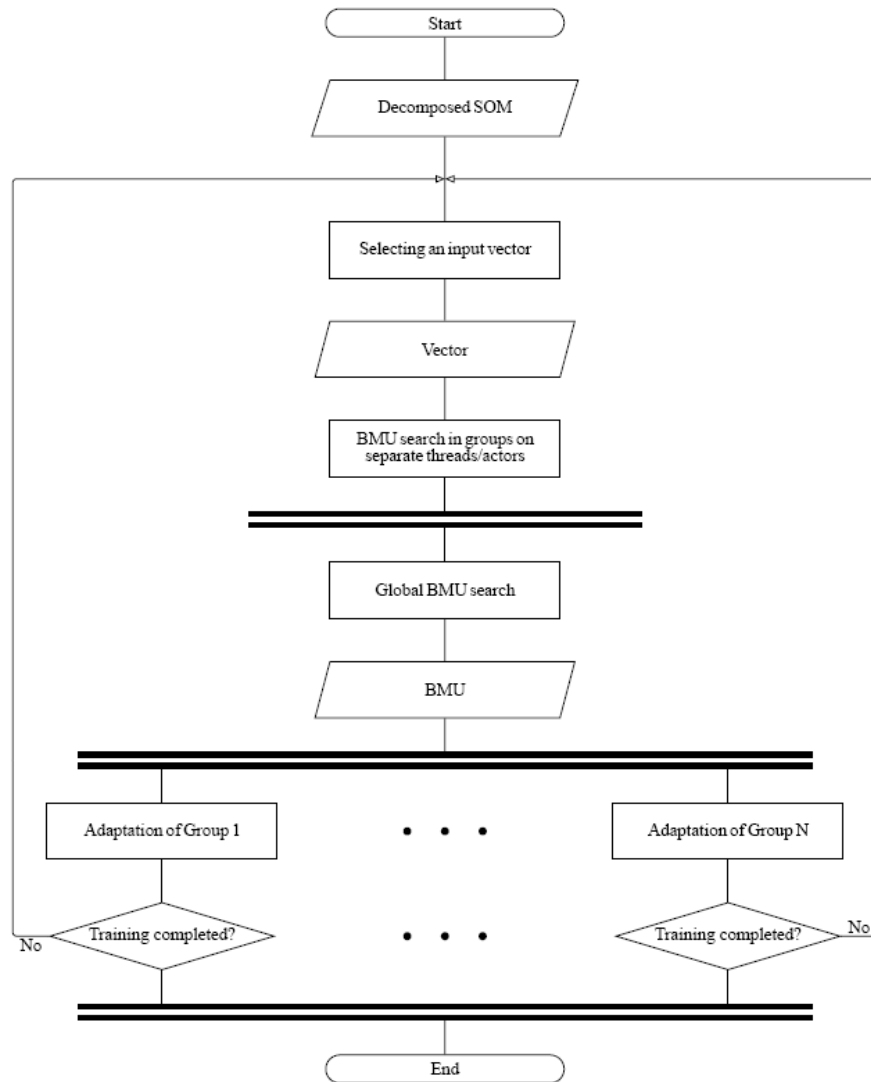 Start
Decomposed SOM
Selecting an input vector
Vector
BMU search in groups on
separate threads/actors
Global BMU search
BMU
Adaptation of Group 1
Adaptation of Group N
Training completed?
No
Training completed?
No
End